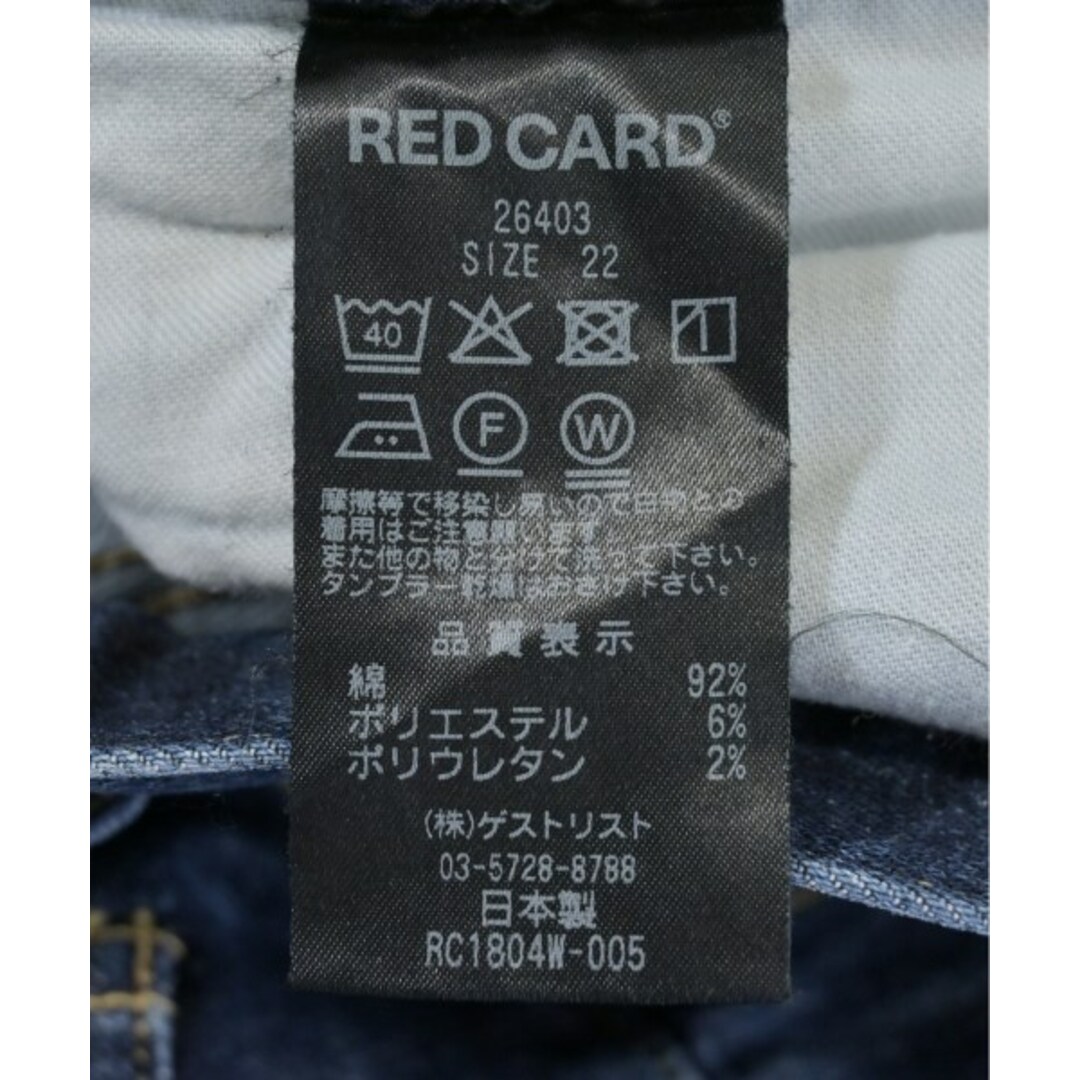 RED CARD®
26403
SIZE 22
40
F W
摩擦等で移染し易いので白物との
着用はご注意願います
また他の物と分けて洗って下さい。
タンブラー乾燥はおさけ下さい。
品質表示
綿 92%
ポリエステル 6%
ポリウレタン 2%
(株)ゲストリスト
03-5728-8788
日本製
RC1804W-005